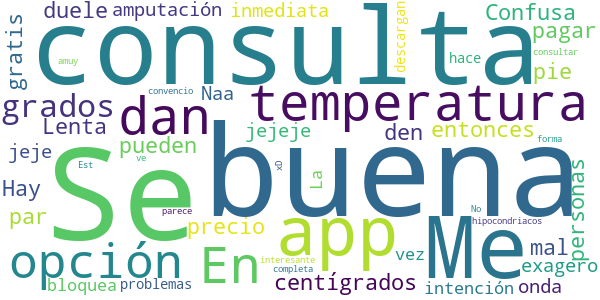 duele amputación inmediata descargan Confusa
gratis consulta pagar
amuy hace consultar
convencio Naa pie
grados dan temperatura
Lenta jejeje den entonces
jeje pueden forma
Se buena personas
Est ve xD La
Hay parece No hipocondriacos
par precio app Me mal
opción En interesante vez exagero
centígrados completa
bloquea problemas intención onda